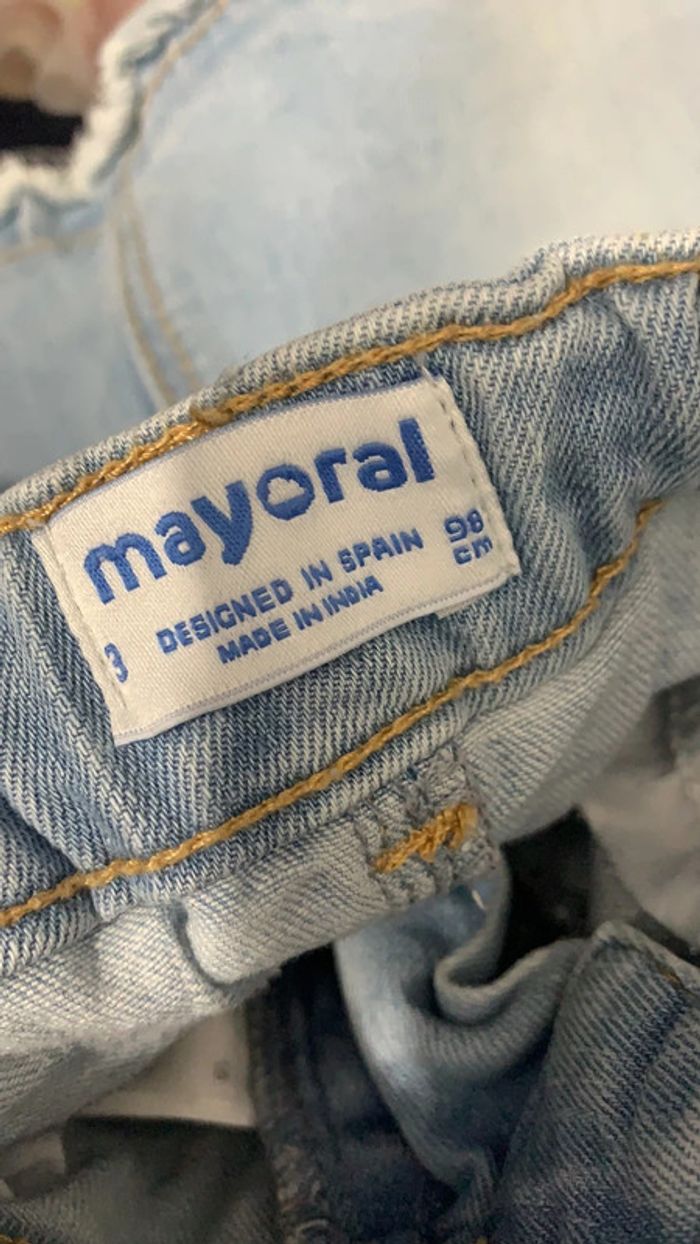 mayoral
3 DESIGNED IN SPAIN 98
MADE IN INDIA cm